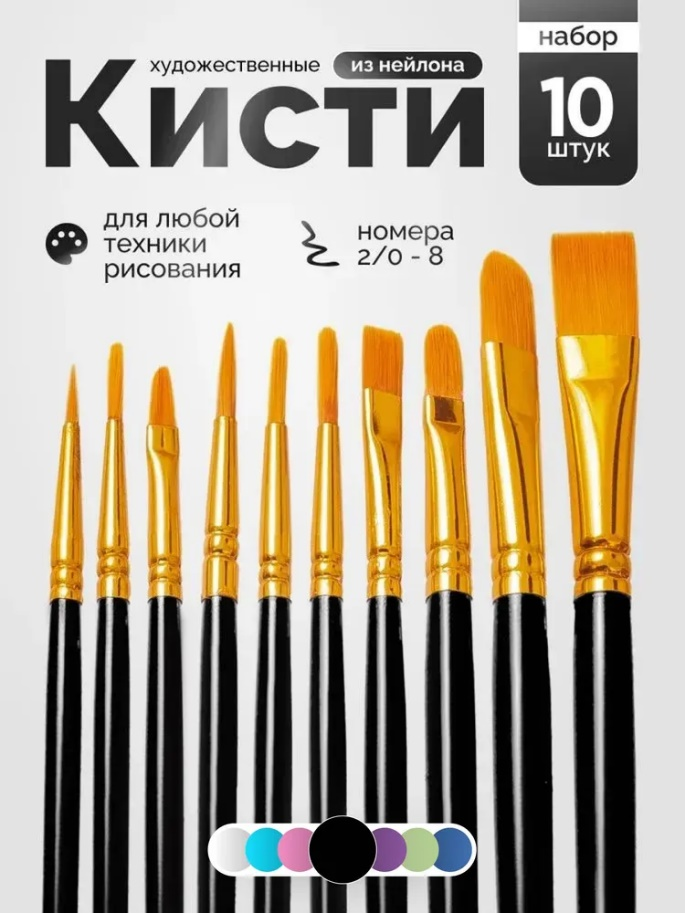 набор
художественные из нейлона
Кисти
10
штук
для любой
техники
рисования
номера
2/0 - 8